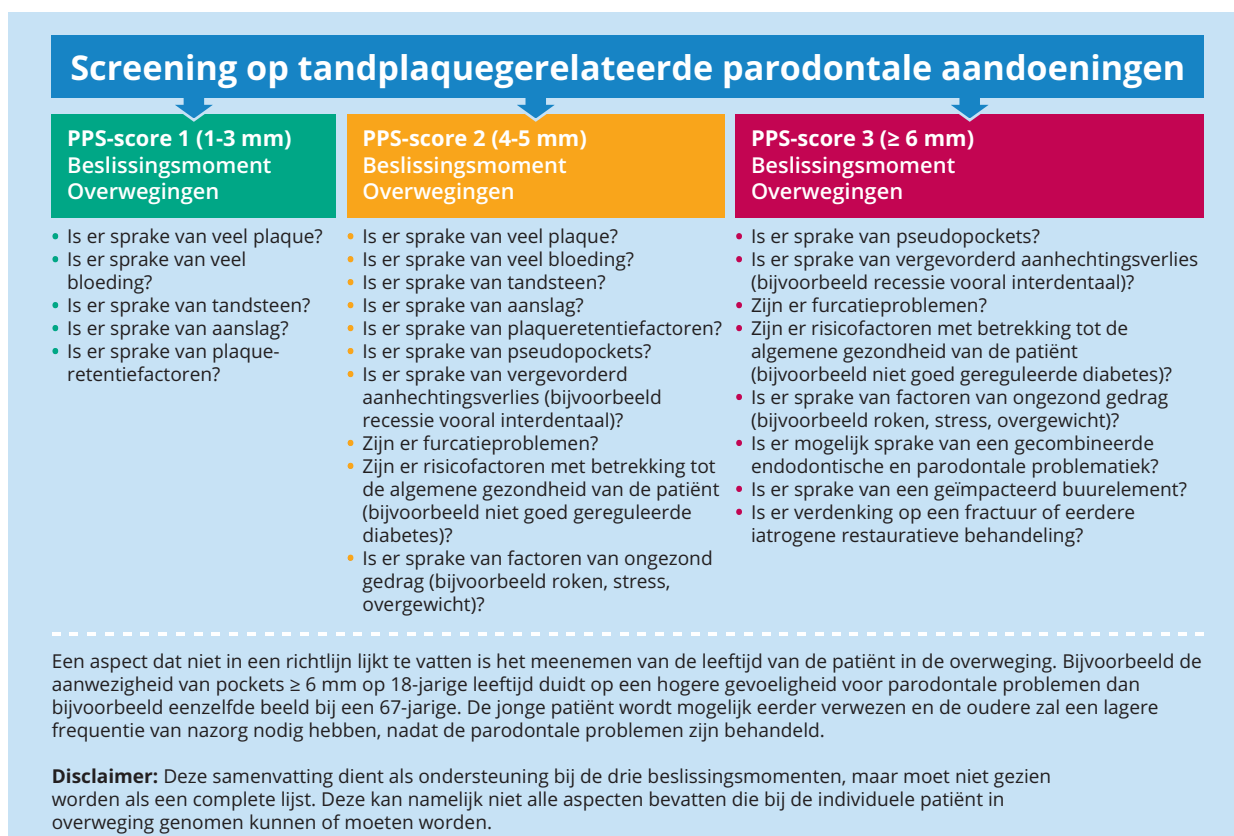 Screening op tandplaquegerelateerde parodontale aandoeningen
PPS-score 1 (1-3 mm)
Beslissingsmoment
Overwegingen
• Is er sprake van veel plaque?
• Is er sprake van veel
bloeding?
• Is er sprake van tandsteen?
• Is er sprake van aanslag?
• Is er sprake van plaque-
retentiefactoren?
PPS-score 2 (4-5 mm)
Beslissingsmoment
Overwegingen
• Is er sprake van veel plaque?
• Is er sprake van veel bloeding?
• Is er sprake van tandsteen?
• Is er sprake van aanslag?
• Is er sprake van plaqueretentiefactoren?
• Is er sprake van pseudopockets?
• Is er sprake van vergevorderd
aanhechtingsverlies (bijvoorbeeld
recessie vooral interdentaal)?
• Zijn er furcatieproblemen?
• Zijn er risicofactoren met betrekking tot
de algemene gezondheid van de patiënt
(bijvoorbeeld niet goed gereguleerde
diabetes)?
• Is er sprake van factoren van ongezond
gedrag (bijvoorbeeld roken, stress,
overgewicht)?
PPS-score 3 (≥ 6 mm)
Beslissingsmoment
Overwegingen
• Is er sprake van pseudopockets?
• Is er sprake van vergevorderd aanhechtingsverlies
(bijvoorbeeld recessie vooral interdentaal)?
• Zijn er furcatieproblemen?
• Zijn er risicofactoren met betrekking tot de
algemene gezondheid van de patiënt
(bijvoorbeeld niet goed gereguleerde diabetes)?
• Is er sprake van factoren van ongezond gedrag
(bijvoorbeeld roken, stress, overgewicht)?
• Is er mogelijk sprake van een gecombineerde
endodontische en parodontale problematiek?
• Is er sprake van een geïmpacteerd buurelement?
• Is er verdenking op een fractuur of eerdere
iatrogene restauratieve behandeling?
Een aspect dat niet in een richtlijn lijkt te vatten is het meenemen van de leeftijd van de patiënt in de overweging. Bijvoorbeeld de
aanwezigheid van pockets ≥ 6 mm op 18-jarige leeftijd duidt op een hogere gevoeligheid voor parodontale problemen dan
bijvoorbeeld eenzelfde beeld bij een 67-jarige. De jonge patiënt wordt mogelijk eerder verwezen en de oudere zal een lagere
frequentie van nazorg nodig hebben, nadat de parodontale problemen zijn behandeld.
Disclaimer: Deze samenvatting dient als ondersteuning bij de drie beslissingsmomenten, maar moet niet gezien
worden als een complete lijst. Deze kan namelijk niet alle aspecten bevatten die bij de individuele patiënt in
overweging genomen kunnen of moeten worden.